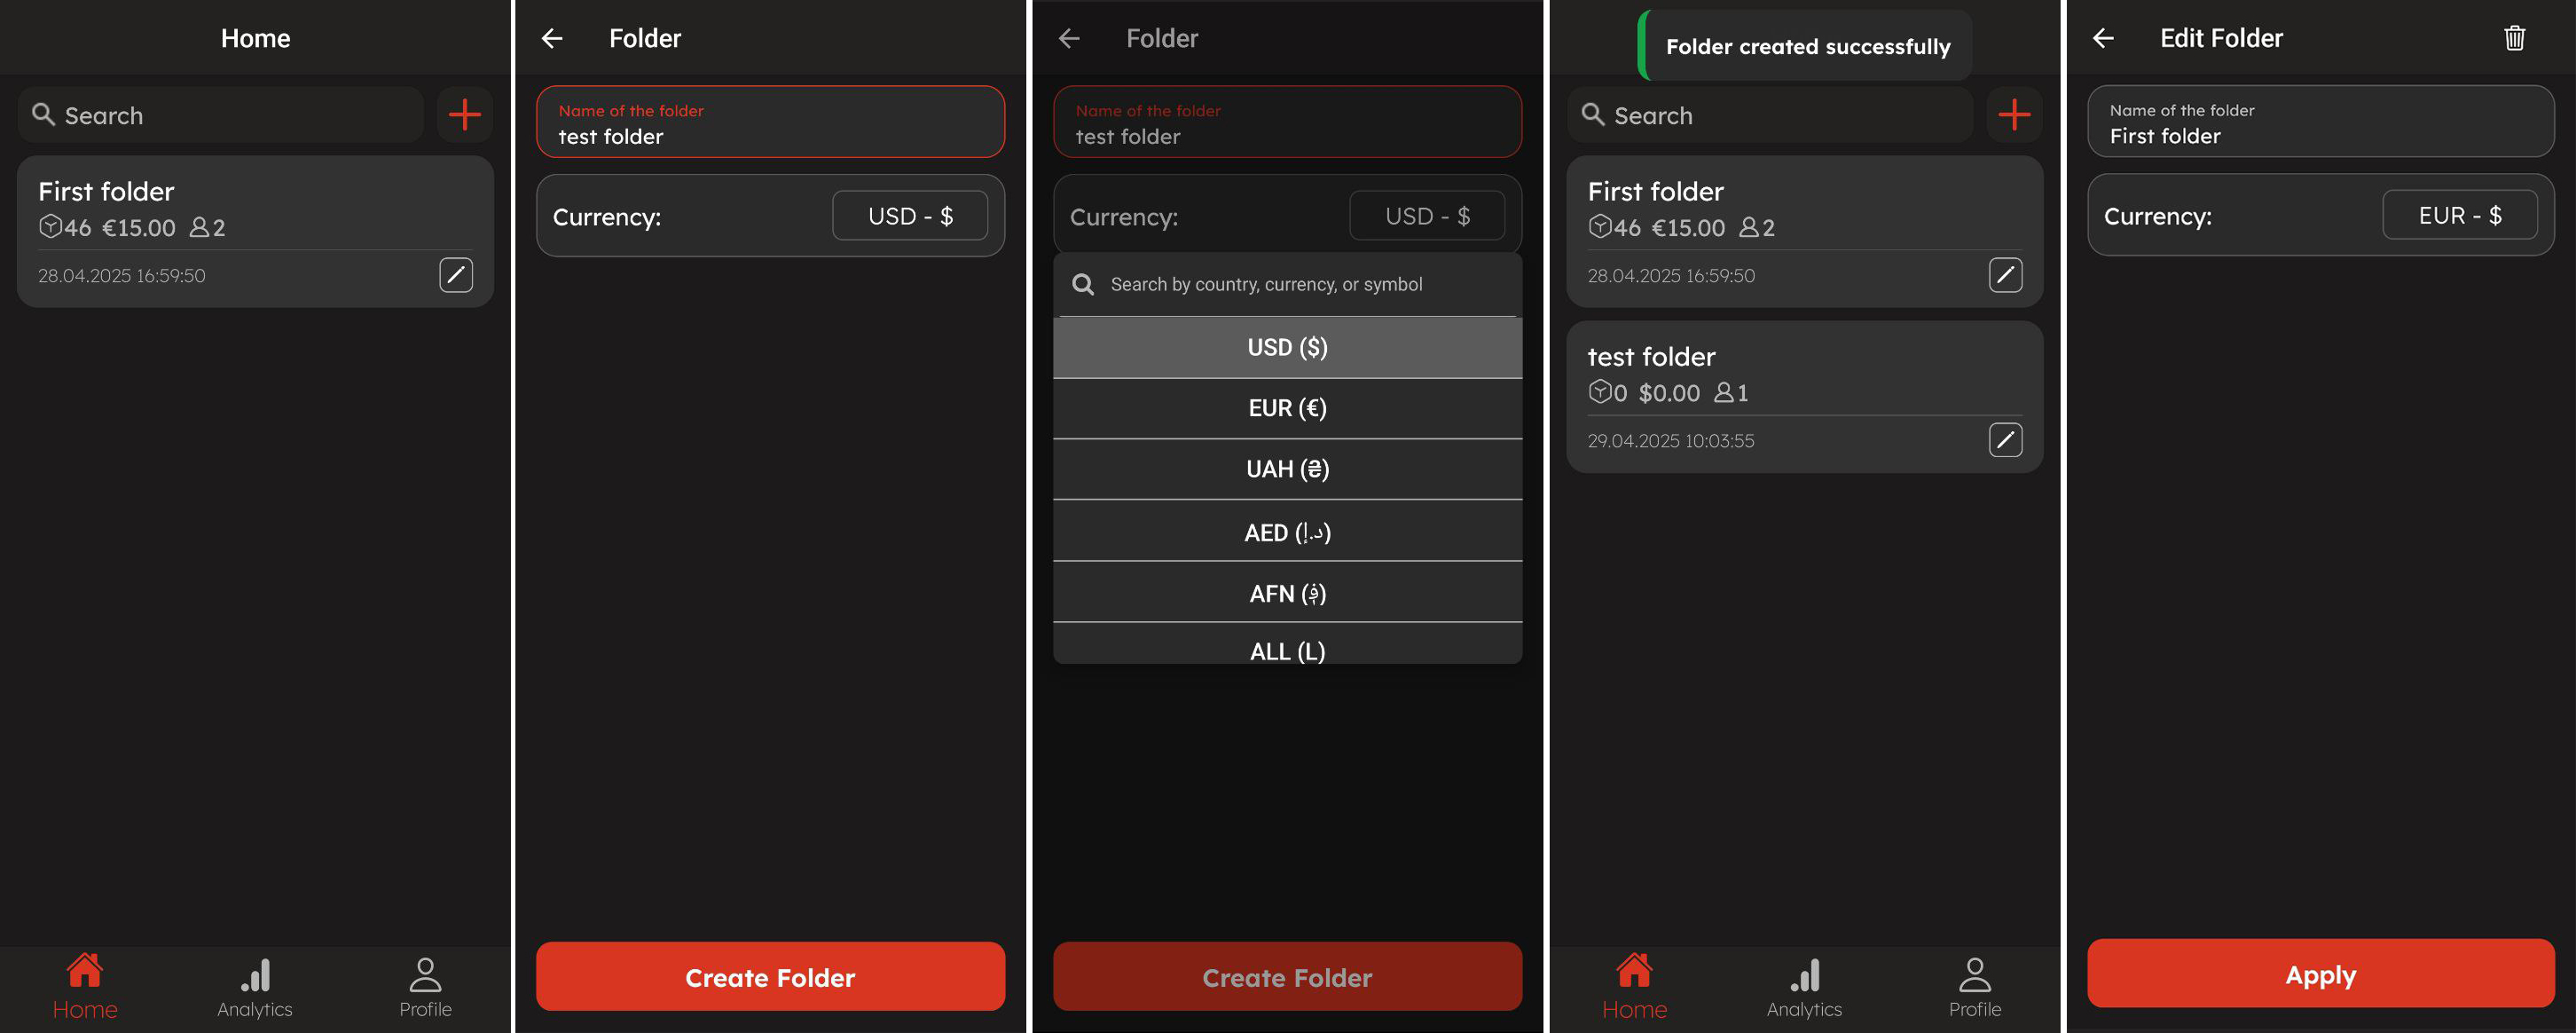 Home
Search
First folder
46 €15.00 2
28.04.2025 16:59:50
Home
Analytics
Profile
Folder
Name of the folder
test folder
Currency:
USD - $
Create Folder
Folder
Name of the folder
test folder
Currency:
USD - $
Search by country, currency, or symbol
USD ($)
EUR (€)
UAH (₴)
AED (د.إ)
AFN (؋)
ALL (L)
Create Folder
Folder created successfully
Search
First folder
46 €15.00 2
28.04.2025 16:59:50
test folder
0 $0.00 1
29.04.2025 10:03:55
Home
Analytics
Profile
Edit Folder
Name of the folder
First folder
Currency:
EUR - $
Apply